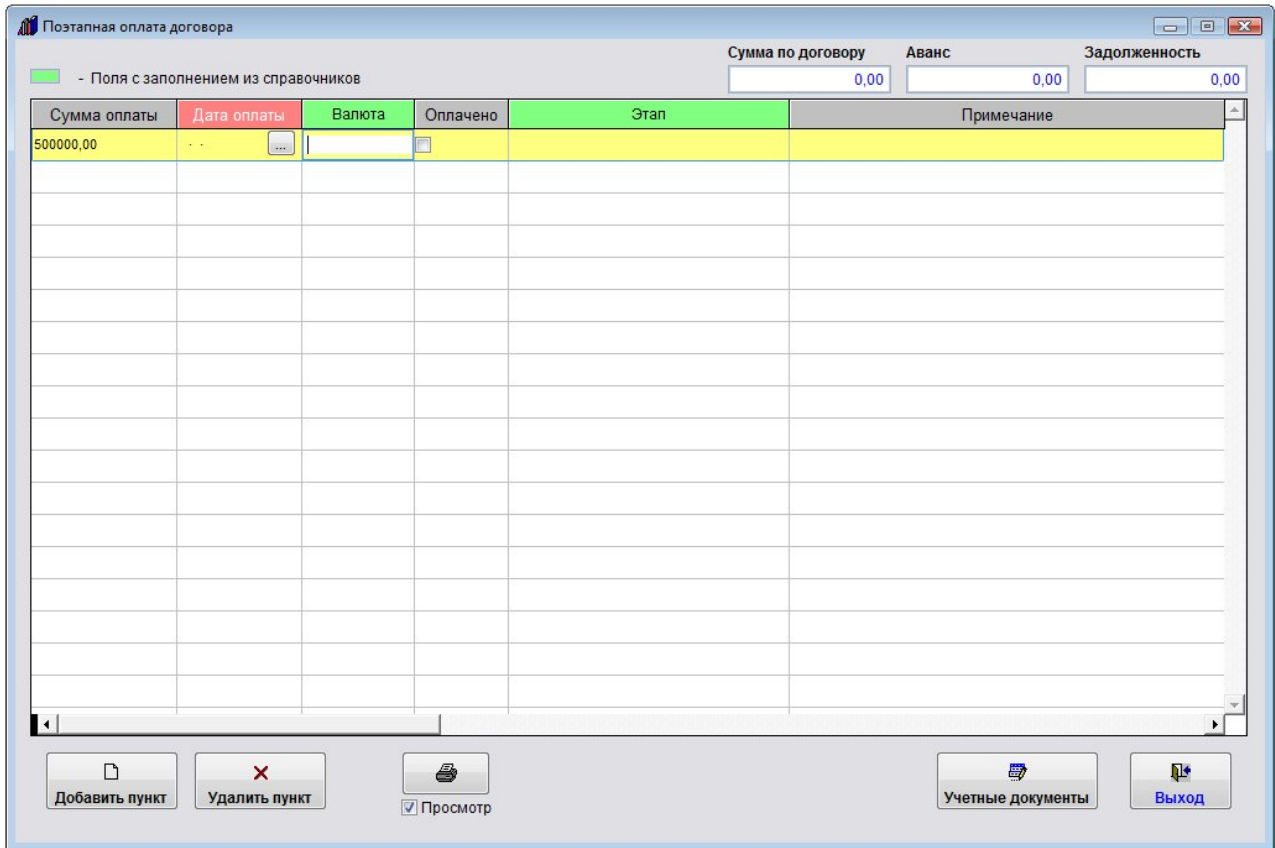 Поэтапная оплата договора
Сумма по договору Аванс Задолженность
- Поля с заполнением из справочников
0,00 0,00 0,00
Сумма оплаты Дата оплаты Валюта Оплачено Этап Примечание
500000,00 . . ...
Добавить пункт Удалить пункт Просмотр Учетные документы Выход